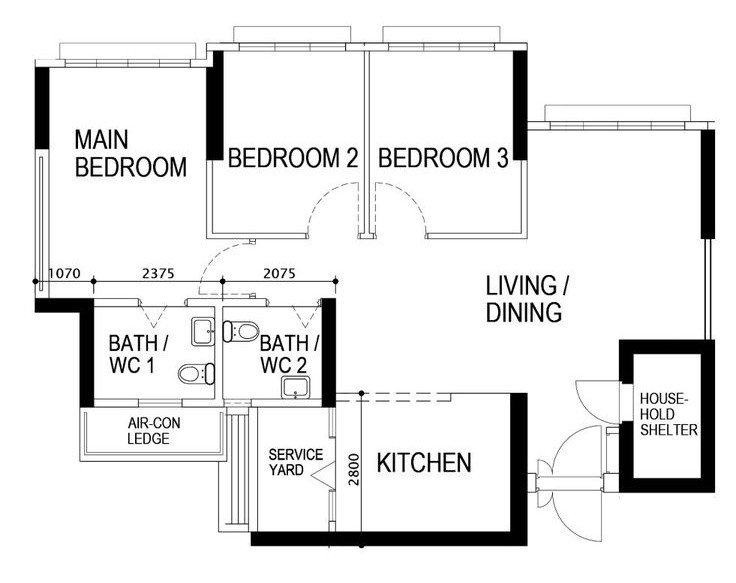 MAIN
BEDROOM
BEDROOM 2
BEDROOM 3
1070
2375
2075
LIVING /
DINING
BATH /
WC 1
BATH /
WC 2
HOUSE-
HOLD
SHELTER
AIR-CON
LEDGE
SERVICE
YARD
2800
KITCHEN